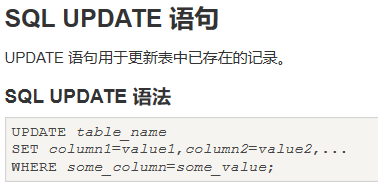 SQL UPDATE 语句
UPDATE 语句用于更新表中已存在的记录。
SQL UPDATE 语法
UPDATE table_name
SET column1=value1,column2=value2,...
WHERE some_column=some_value;